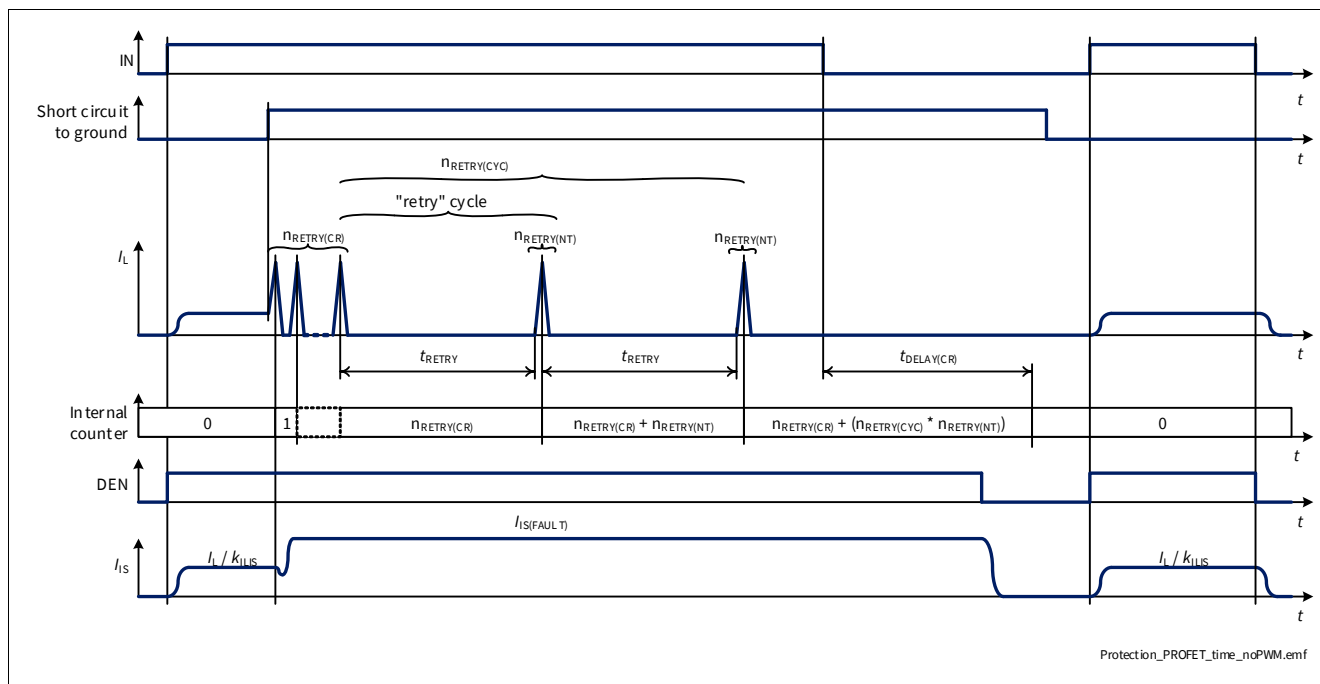 IN
t
Short circuit
to ground
t
nRETRY(CYC)
"retry" cycle
nRETRY(CR)
nRETRY(NT)
nRETRY(NT)
IL
t
tRETRY
tRETRY
tDELAY(CR)
Internal
counter
0
1
nRETRY(CR)
nRETRY(CR) + nRETRY(NT)
nRETRY(CR) + (nRETRY(CYC) * nRETRY(NT))
0
t
DEN
t
IIS(FAULT)
IIS
IL / kILIS
IL / kILIS
t
Protection_PROFET_time_noPWM.emf